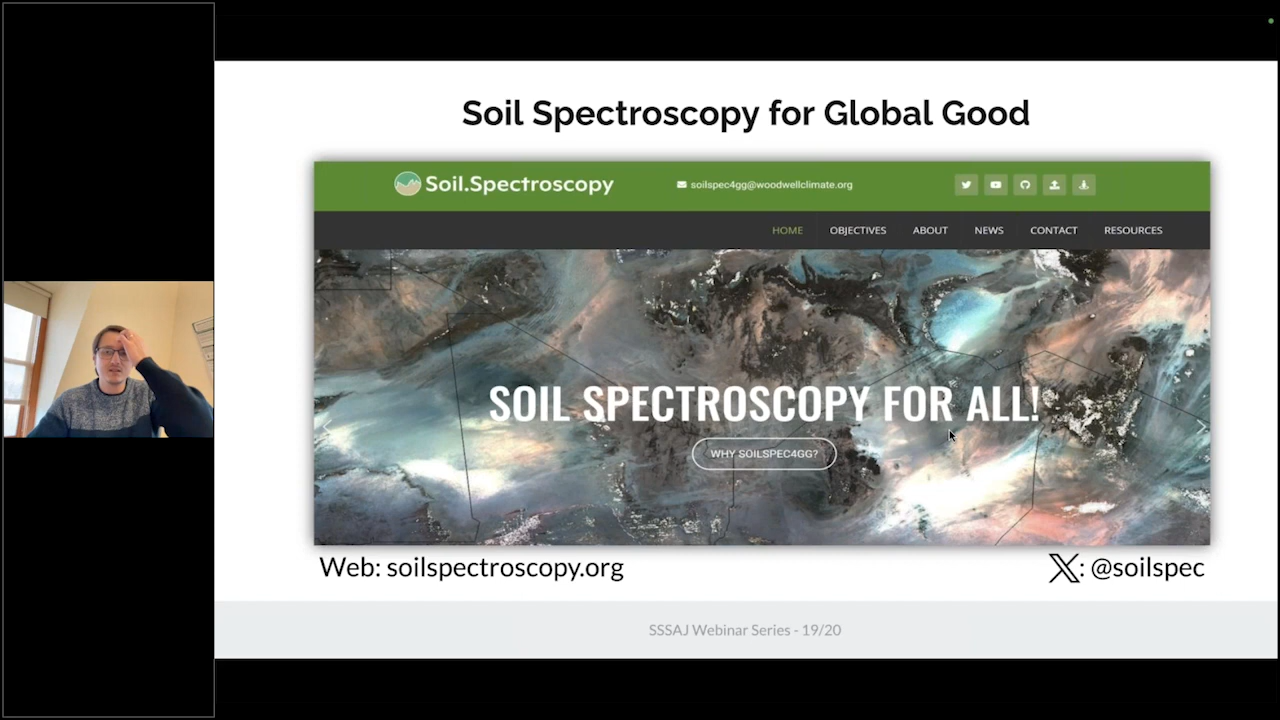 Soil Spectroscopy for Global Good
Soil.Spectroscopy
soilspec4gg@woodwellclimate.org
HOME OBJECTIVES ABOUT NEWS CONTACT RESOURCES
SOIL SPECTROSCOPY FOR ALL!
WHY SOILSPEC4GG?
Web: soilspectroscopy.org
X: @soilspec
SSSAJ Webinar Series - 19/20